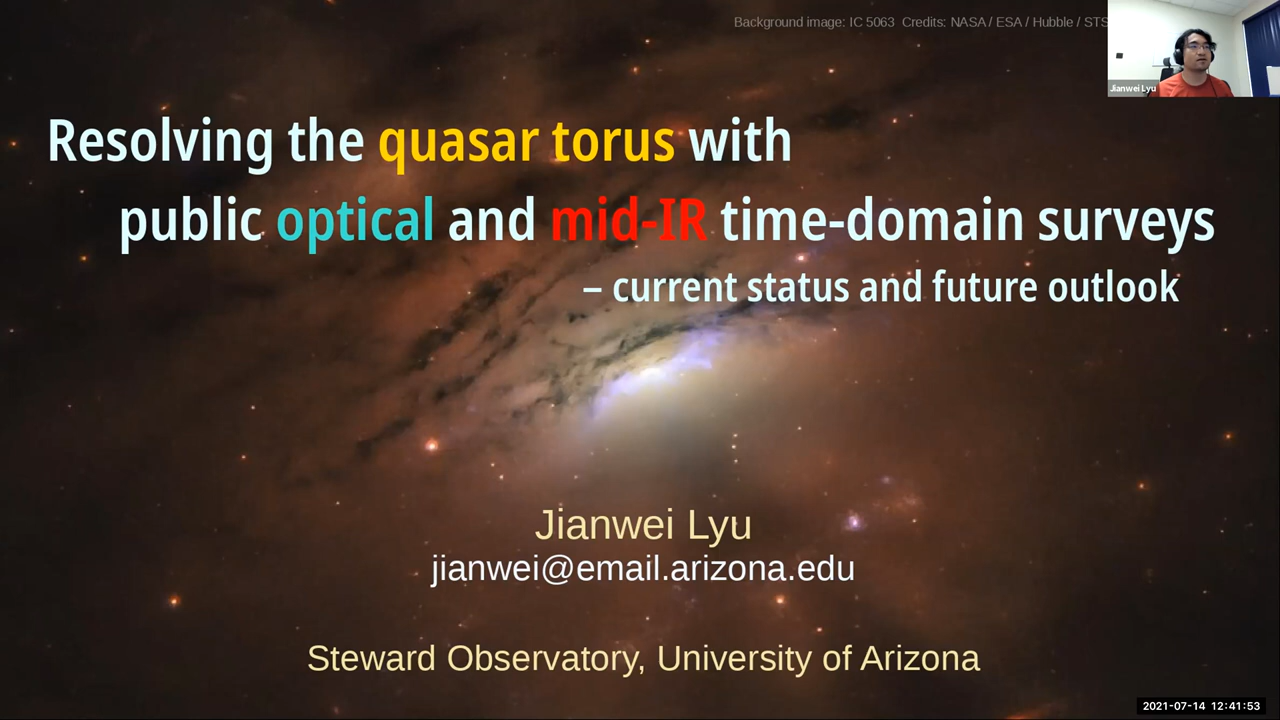 Background image: IC 5063 Credits: NASA / ESA / Hubble / STS
Jianwei Lyu
Resolving the quasar torus with
public optical and mid-IR time-domain surveys
– current status and future outlook
Jianwei Lyu
jianwei@email.arizona.edu
Steward Observatory, University of Arizona
2021-07-14 12:41:53